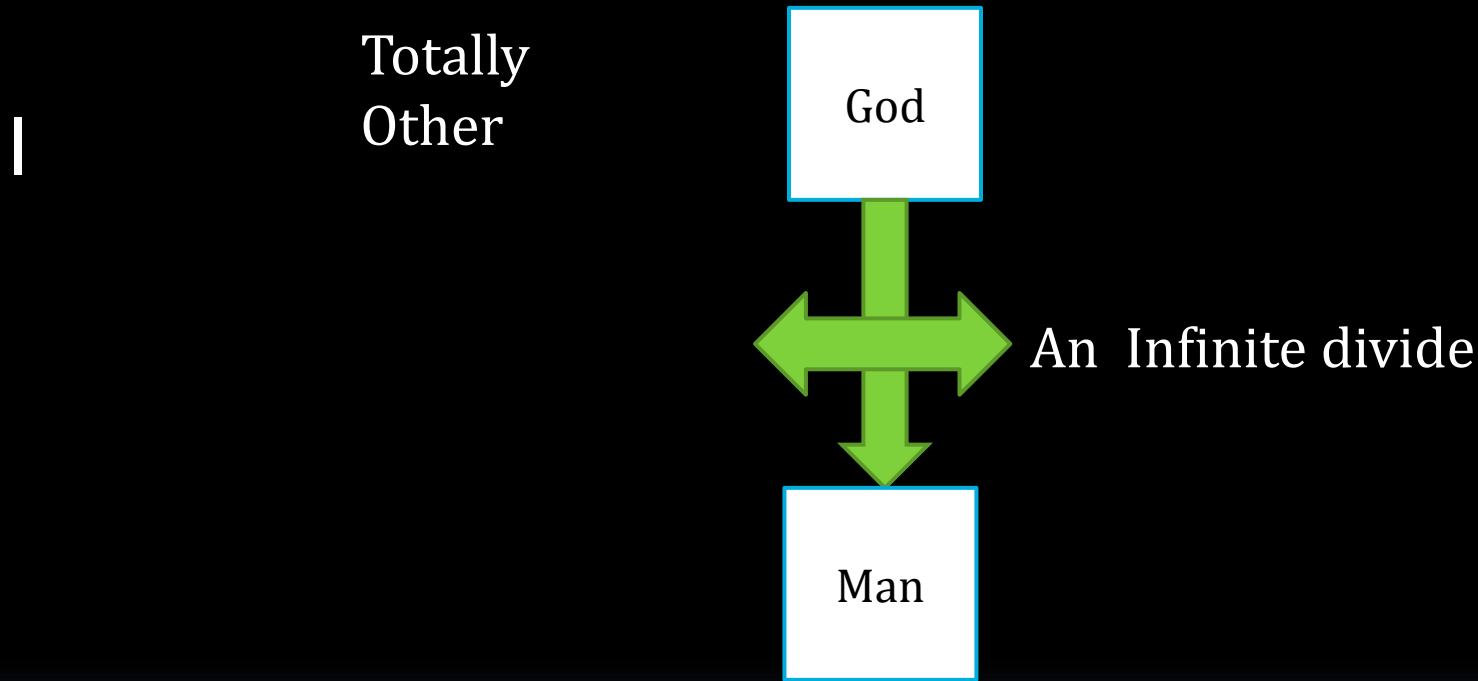 Totally
Other
God
An  Infinite divide
Man